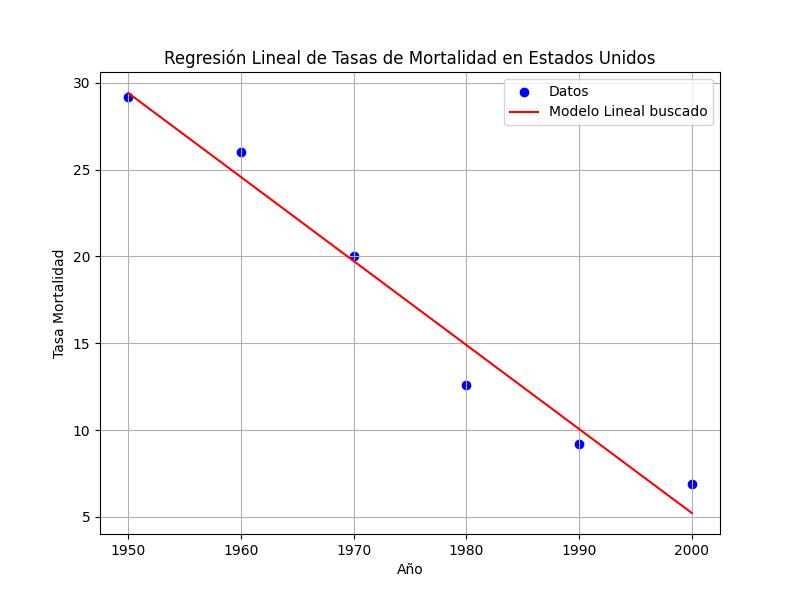 Regresión Lineal de Tasas de Mortalidad en Estados Unidos
Datos
Modelo Lineal buscado
30
25
20
15
10
5
Tasa Mortalidad
1950 1960 1970 1980 1990 2000
Año